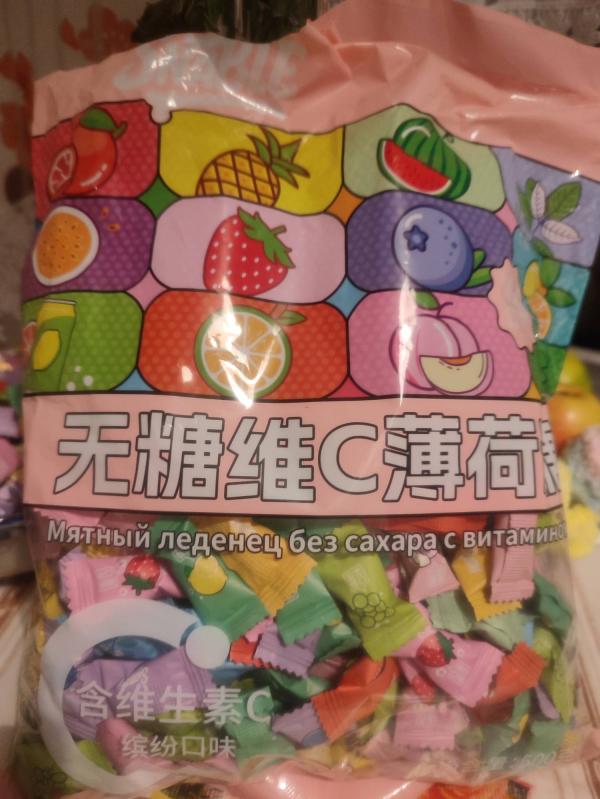 无糖维C薄荷糖
Мятный леденец без сахара с витамино
含维生素C
缤纷口味